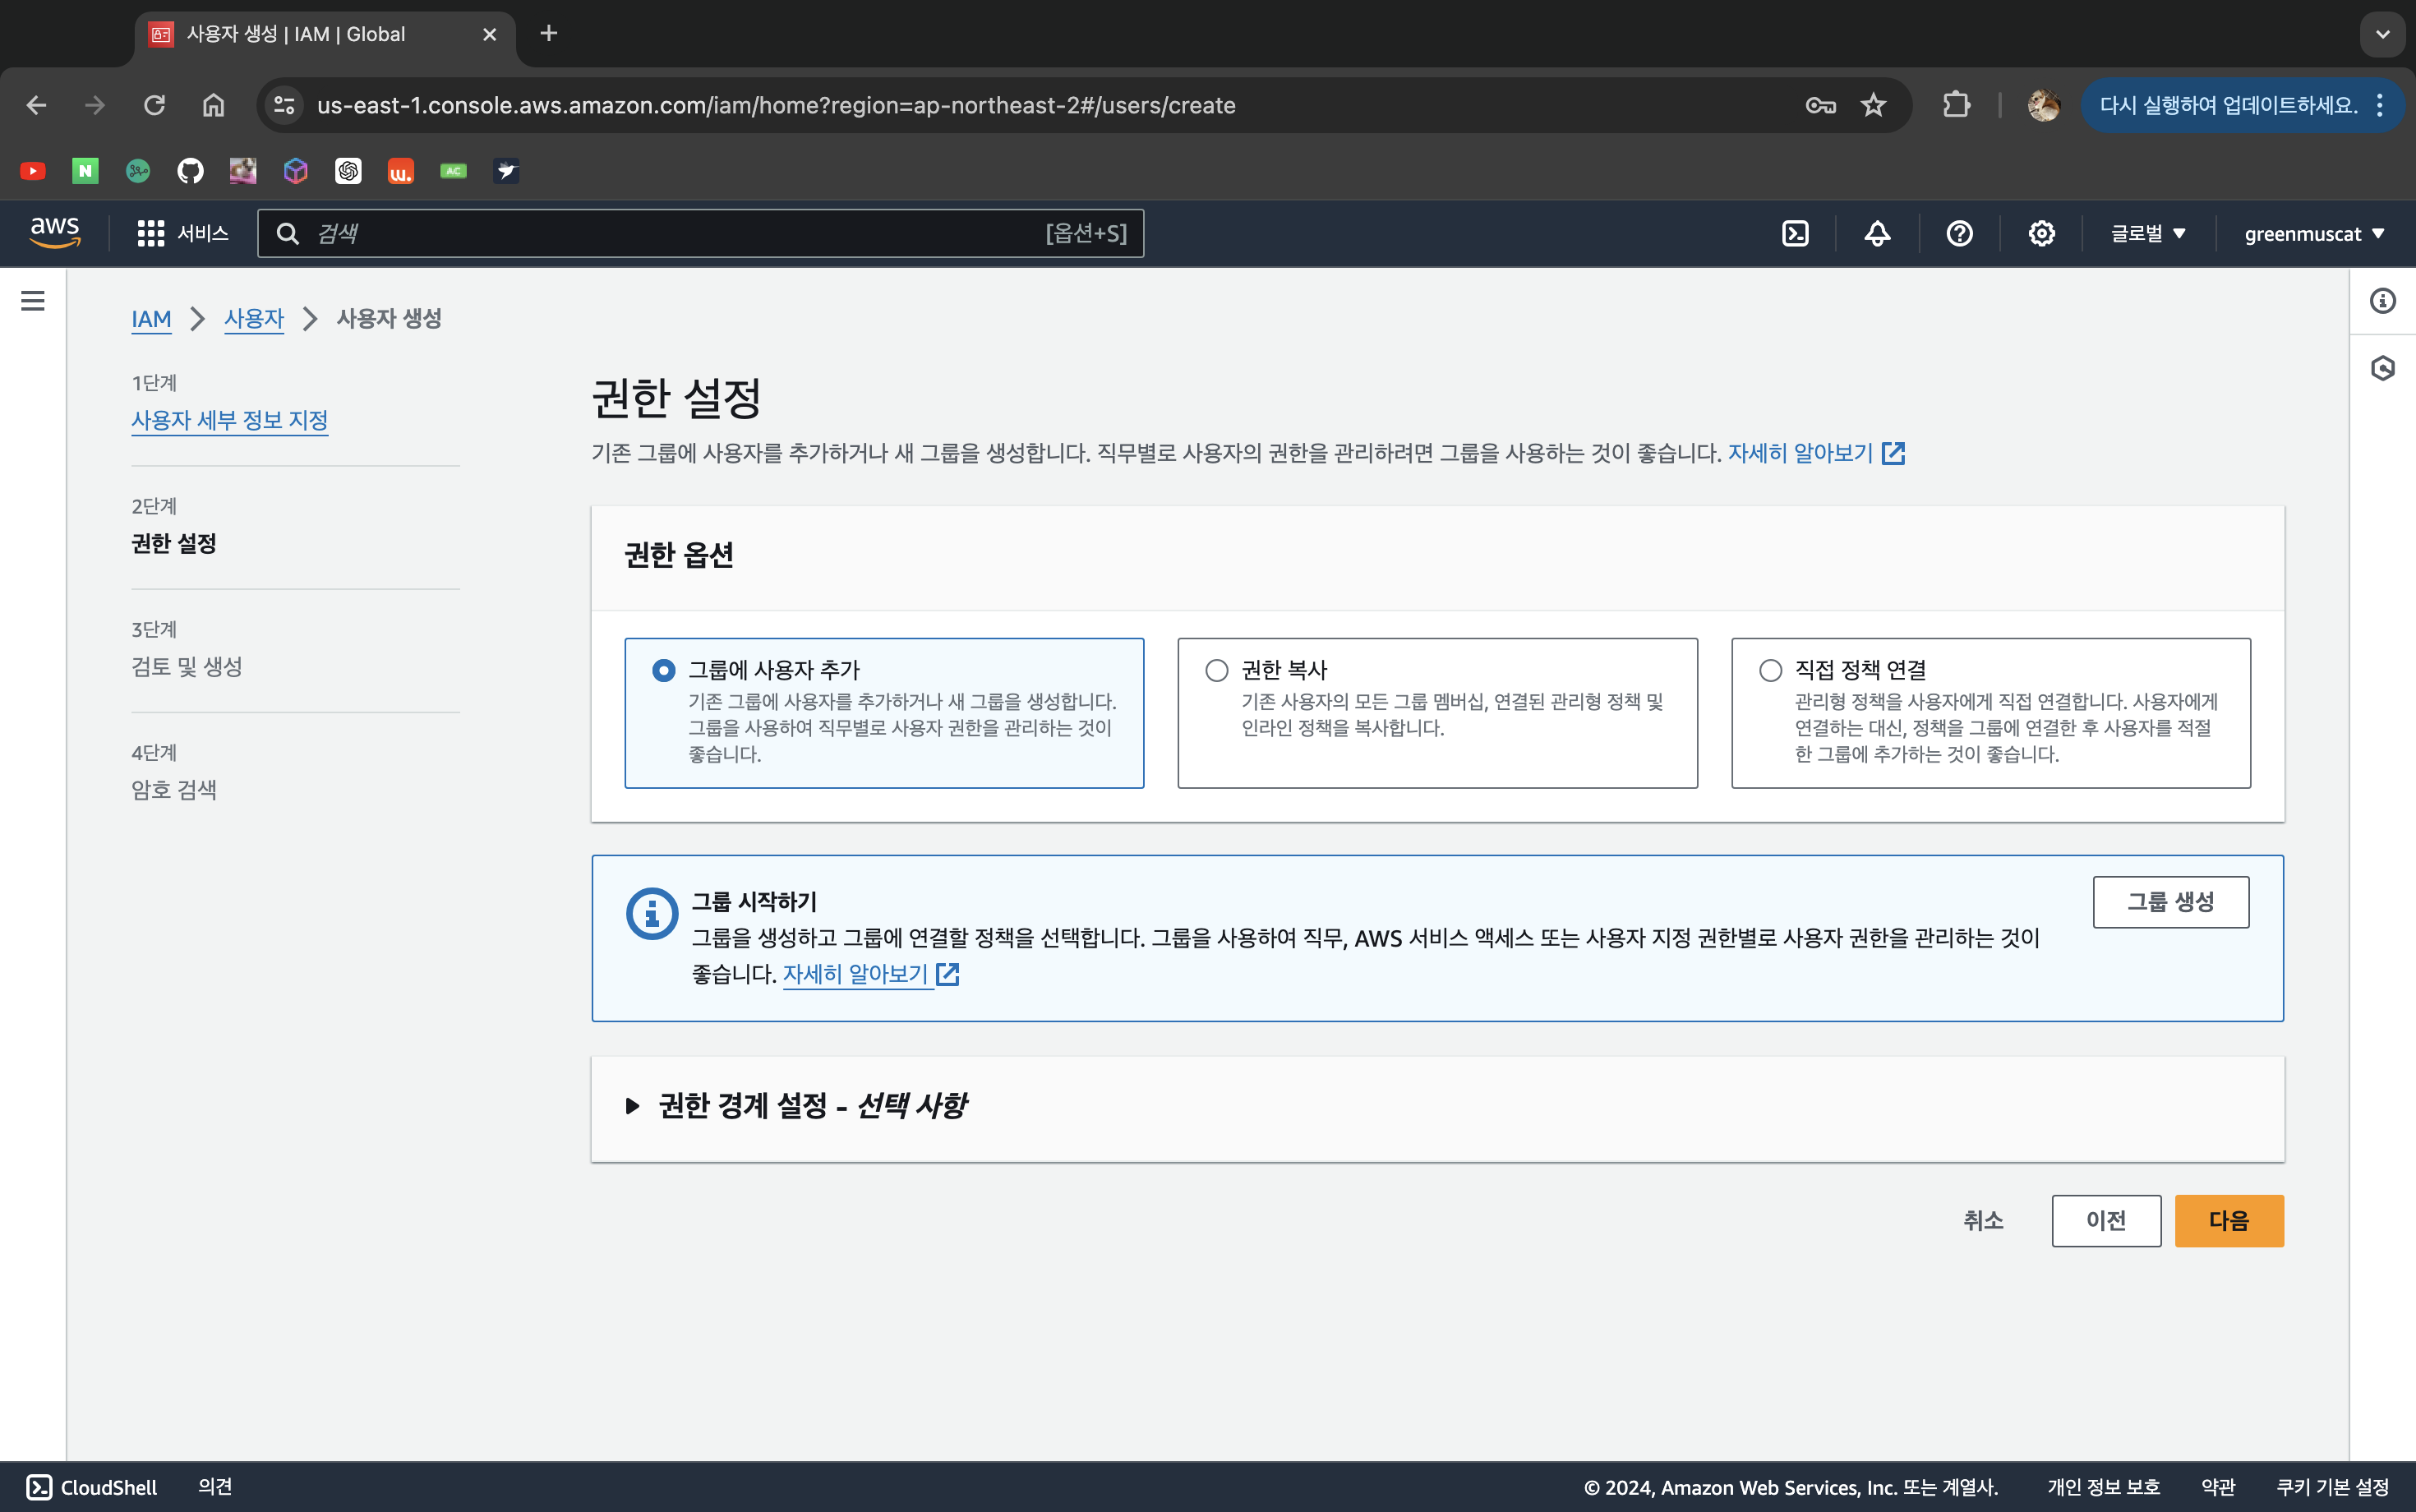 사용자 생성 | IAM | Global
us-east-1.console.aws.amazon.com/iam/home?region=ap-northeast-2#/users/create
다시 실행하여 업데이트하세요.
N
w.
AC
aws
서비스
검색
[옵션+S]
글로벌
greenmuscat
IAM
사용자
사용자 생성
1단계
사용자 세부 정보 지정
2단계
권한 설정
3단계
검토 및 생성
4단계
암호 검색
권한 설정
기존 그룹에 사용자를 추가하거나 새 그룹을 생성합니다. 직무별로 사용자의 권한을 관리하려면 그룹을 사용하는 것이 좋습니다. 자세히 알아보기
권한 옵션
그룹에 사용자 추가
기존 그룹에 사용자를 추가하거나 새 그룹을 생성합니다.
그룹을 사용하여 직무별로 사용자 권한을 관리하는 것이
좋습니다.
권한 복사
기존 사용자의 모든 그룹 멤버십, 연결된 관리형 정책 및
인라인 정책을 복사합니다.
직접 정책 연결
관리형 정책을 사용자에게 직접 연결합니다. 사용자에게
연결하는 대신, 정책을 그룹에 연결한 후 사용자를 적절
한 그룹에 추가하는 것이 좋습니다.
그룹 시작하기
그룹을 생성하고 그룹에 연결할 정책을 선택합니다. 그룹을 사용하여 직무, AWS 서비스 액세스 또는 사용자 지정 권한별로 사용자 권한을 관리하는 것이
좋습니다. 자세히 알아보기
그룹 생성
권한 경계 설정 - 선택 사항
취소
이전
다음
CloudShell
의견
© 2024, Amazon Web Services, Inc. 또는 계열사.
개인 정보 보호
약관
쿠키 기본 설정